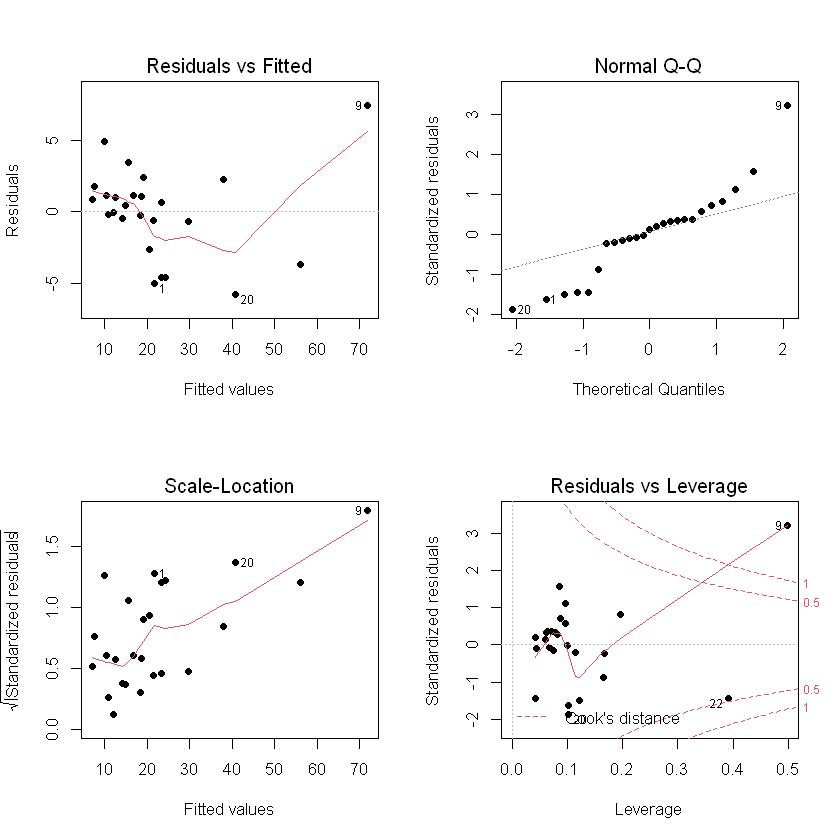 Residuals vs Fitted
Residuals
5
0
-5
9
1
20
10 20 30 40 50 60 70
Fitted values
Normal Q-Q
Standardized residuals
3
2
1
0
-1
-2
9
20
1
-2 -1 0 1 2
Theoretical Quantiles
Scale-Location
√|Standardized residuals|
1.5
1.0
0.5
0.0
9
1
20
10 20 30 40 50 60 70
Fitted values
Residuals vs Leverage
Standardized residuals
3
2
1
0
-1
-2
9
1
0.5
0.5
1
22
20
Cook's distance
0.0 0.1 0.2 0.3 0.4 0.5
Leverage